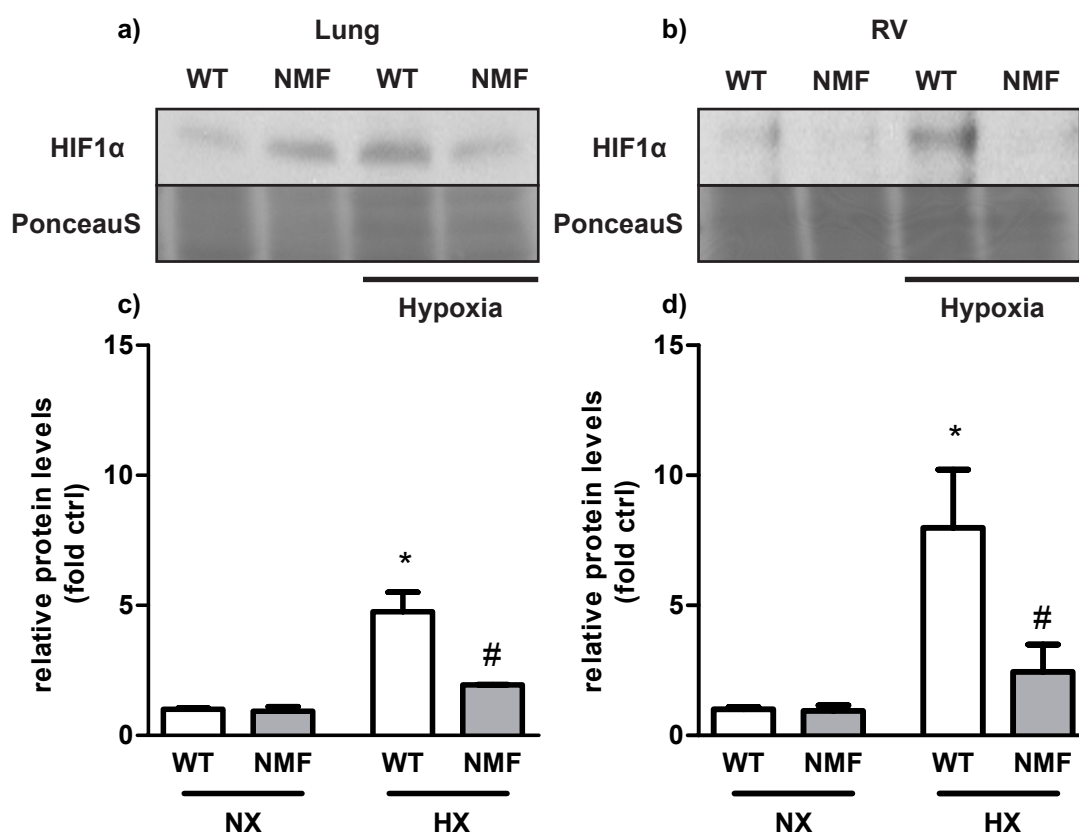 a) Lung
WT NMF WT NMF
HIF1α
PonceauS
Hypoxia
b) RV
WT NMF WT NMF
HIF1α
PonceauS
Hypoxia
c)
relative protein levels
(fold ctrl)
15
10
5
0
*
#
WT NMF WT NMF
NX HX
d)
relative protein levels
(fold ctrl)
15
10
5
0
*
#
WT NMF WT NMF
NX HX